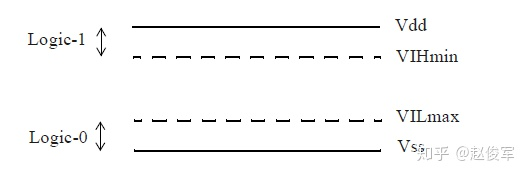 Vdd
Logic-1
VIHmin
VILmax
Logic-0
Vss
知乎 @赵俊军